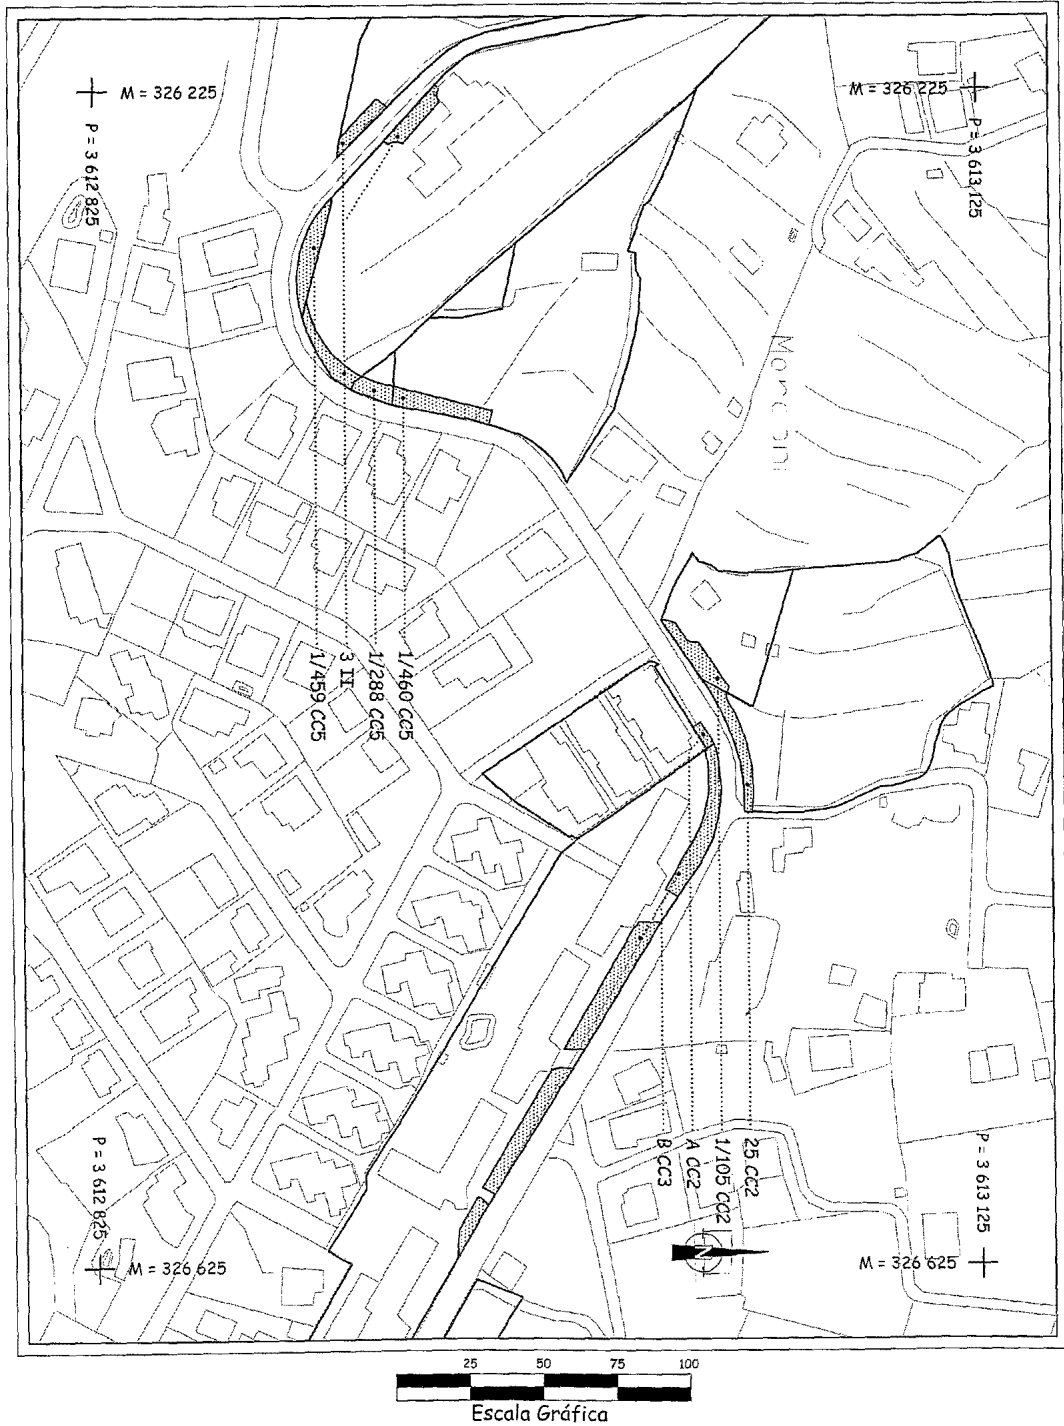 M = 326 225
P = 3 612 825
M = 326 225
P = 3 613 125
1/460 CC5
1/288 CC5
3 II
1/459 CC5
25 CC2
1/105 CC2
A CC2
B CC3
N
P = 3 612 825
M = 326 625
P = 3 613 125
M = 326 625
25 50 75 100
Escala Gráfica